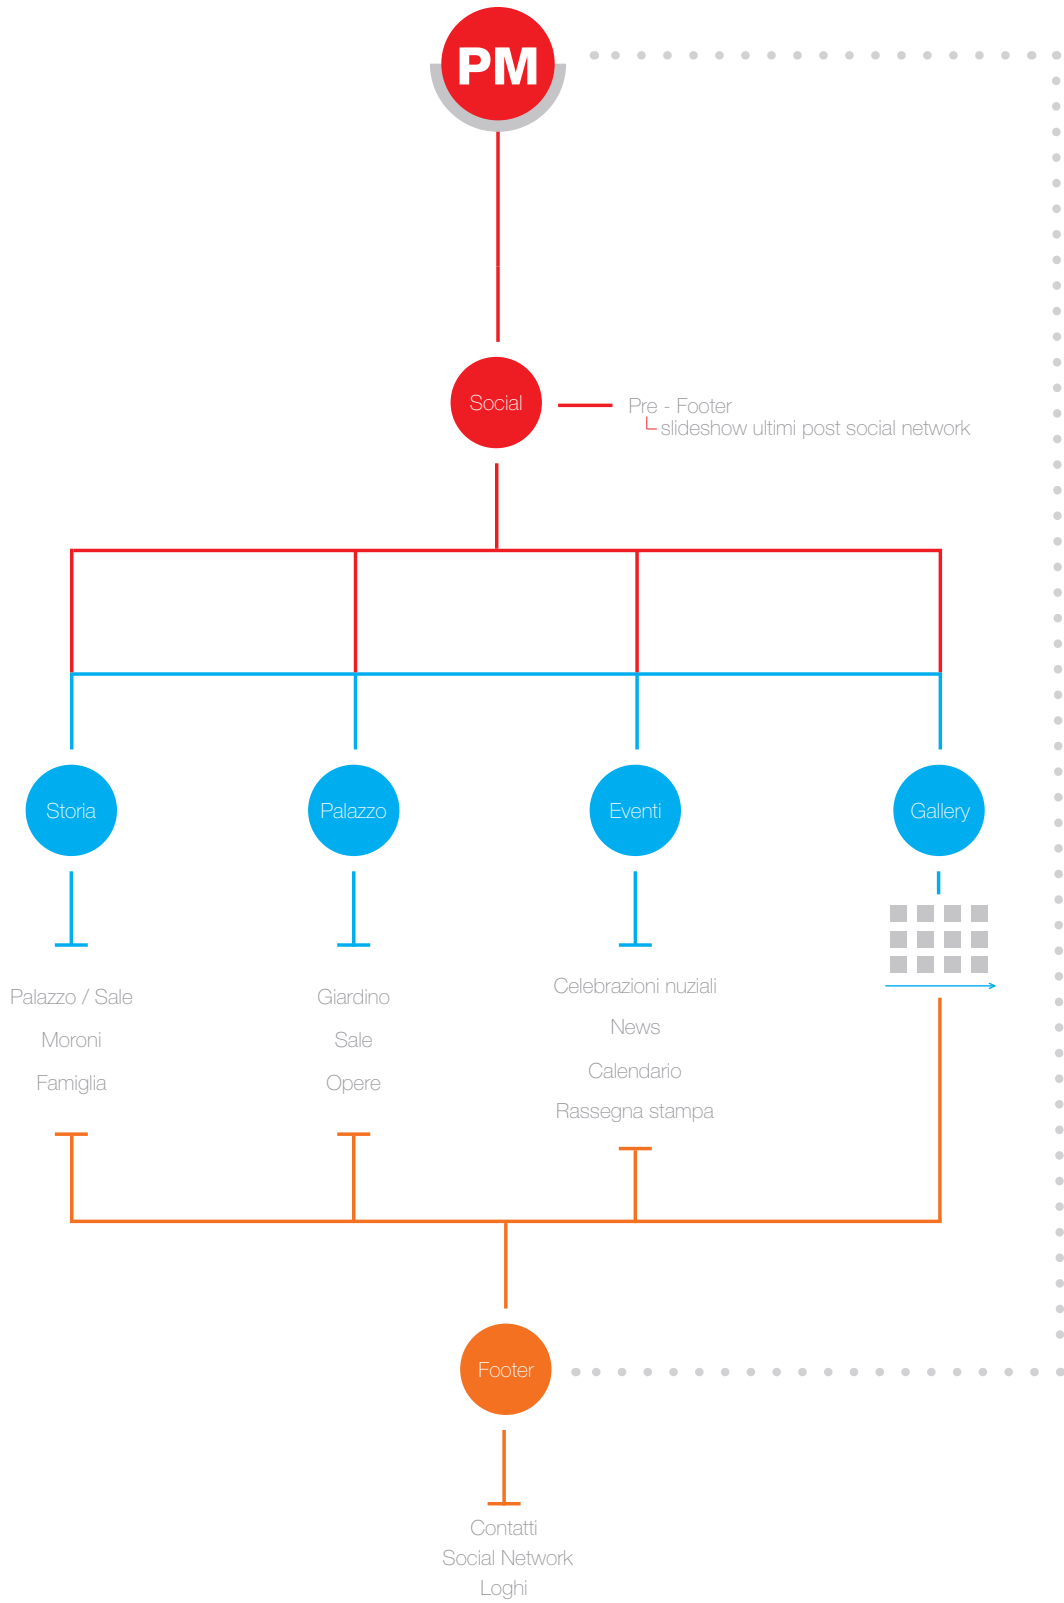 PM
Social
Pre - Footer
slideshow ultimi post social network
Storia
Palazzo
Eventi
Gallery
Palazzo / Sale
Moroni
Famiglia
Giardino
Sale
Opere
Celebrazioni nuziali
News
Calendario
Rassegna stampa
Footer
Contatti
Social Network
Loghi